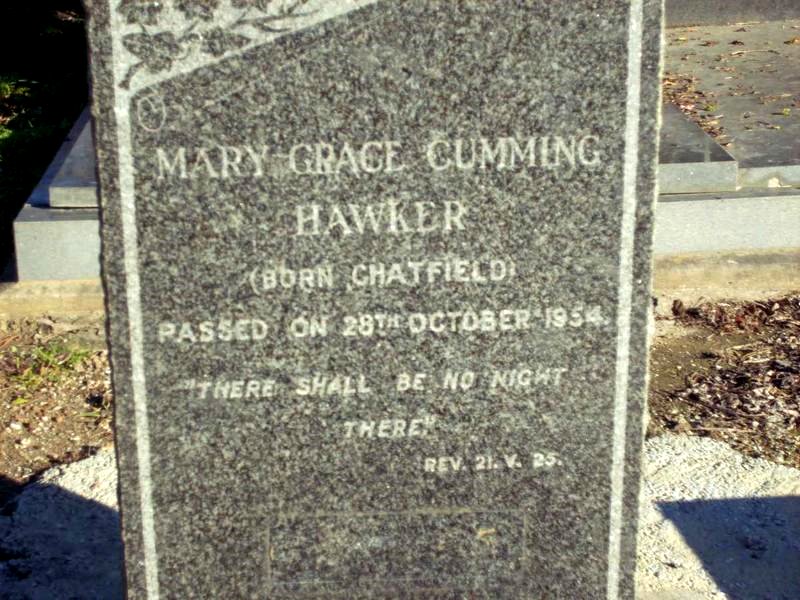 MARY GRACE CUMMING
HAWKER
(BORN CHATFIELD)
PASSED ON 28TH OCTOBER 1954.
"THERE SHALL BE NO NIGHT
THERE."
REV. 21. V. 25.